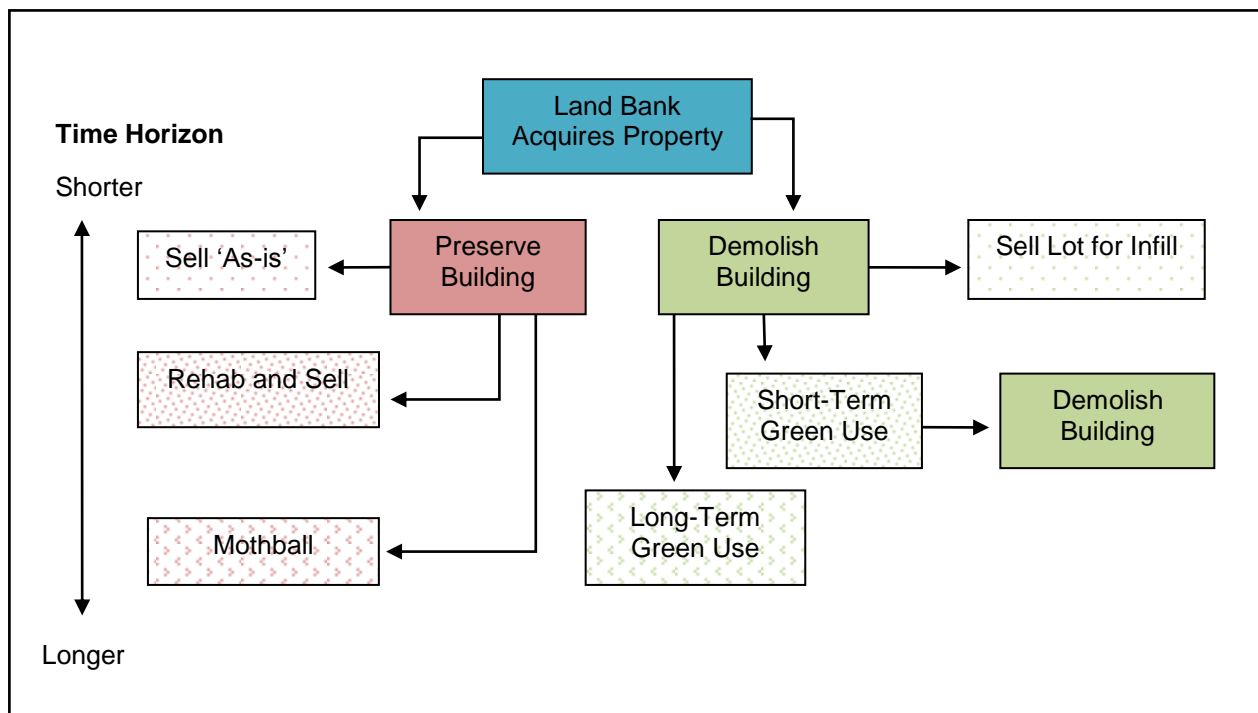 Land Bank
Acquires Property
Time Horizon
Shorter
Sell ‘As-is’
Preserve
Building
Demolish
Building
Sell Lot for Infill
Rehab and Sell
Short-Term
Green Use
Demolish
Building
Mothball
Long-Term
Green Use
Longer